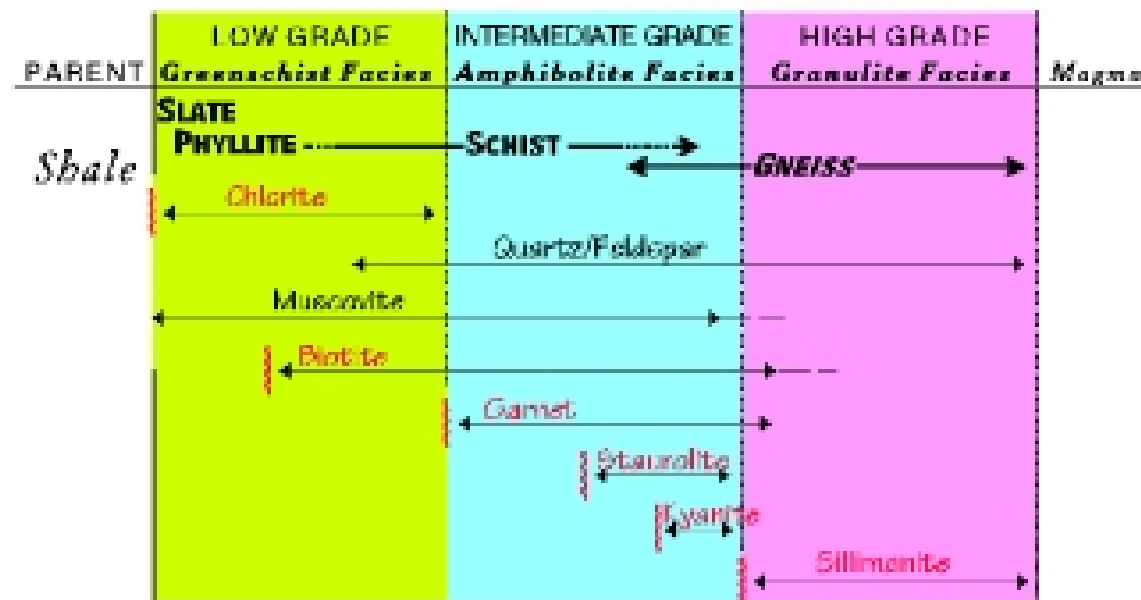 LOW GRADE INTERMEDIATE GRADE HIGH GRADE
PARENT Greenschist Facies Amphibolite Facies Granulite Facies Magma
SLATE
PHYLLITE SCHIST
Shale GNEISS
Chlorite
Quartz/Feldspar
Muscovite
Biotite
Garnet
Staurolite
Kyanite
Sillimanite